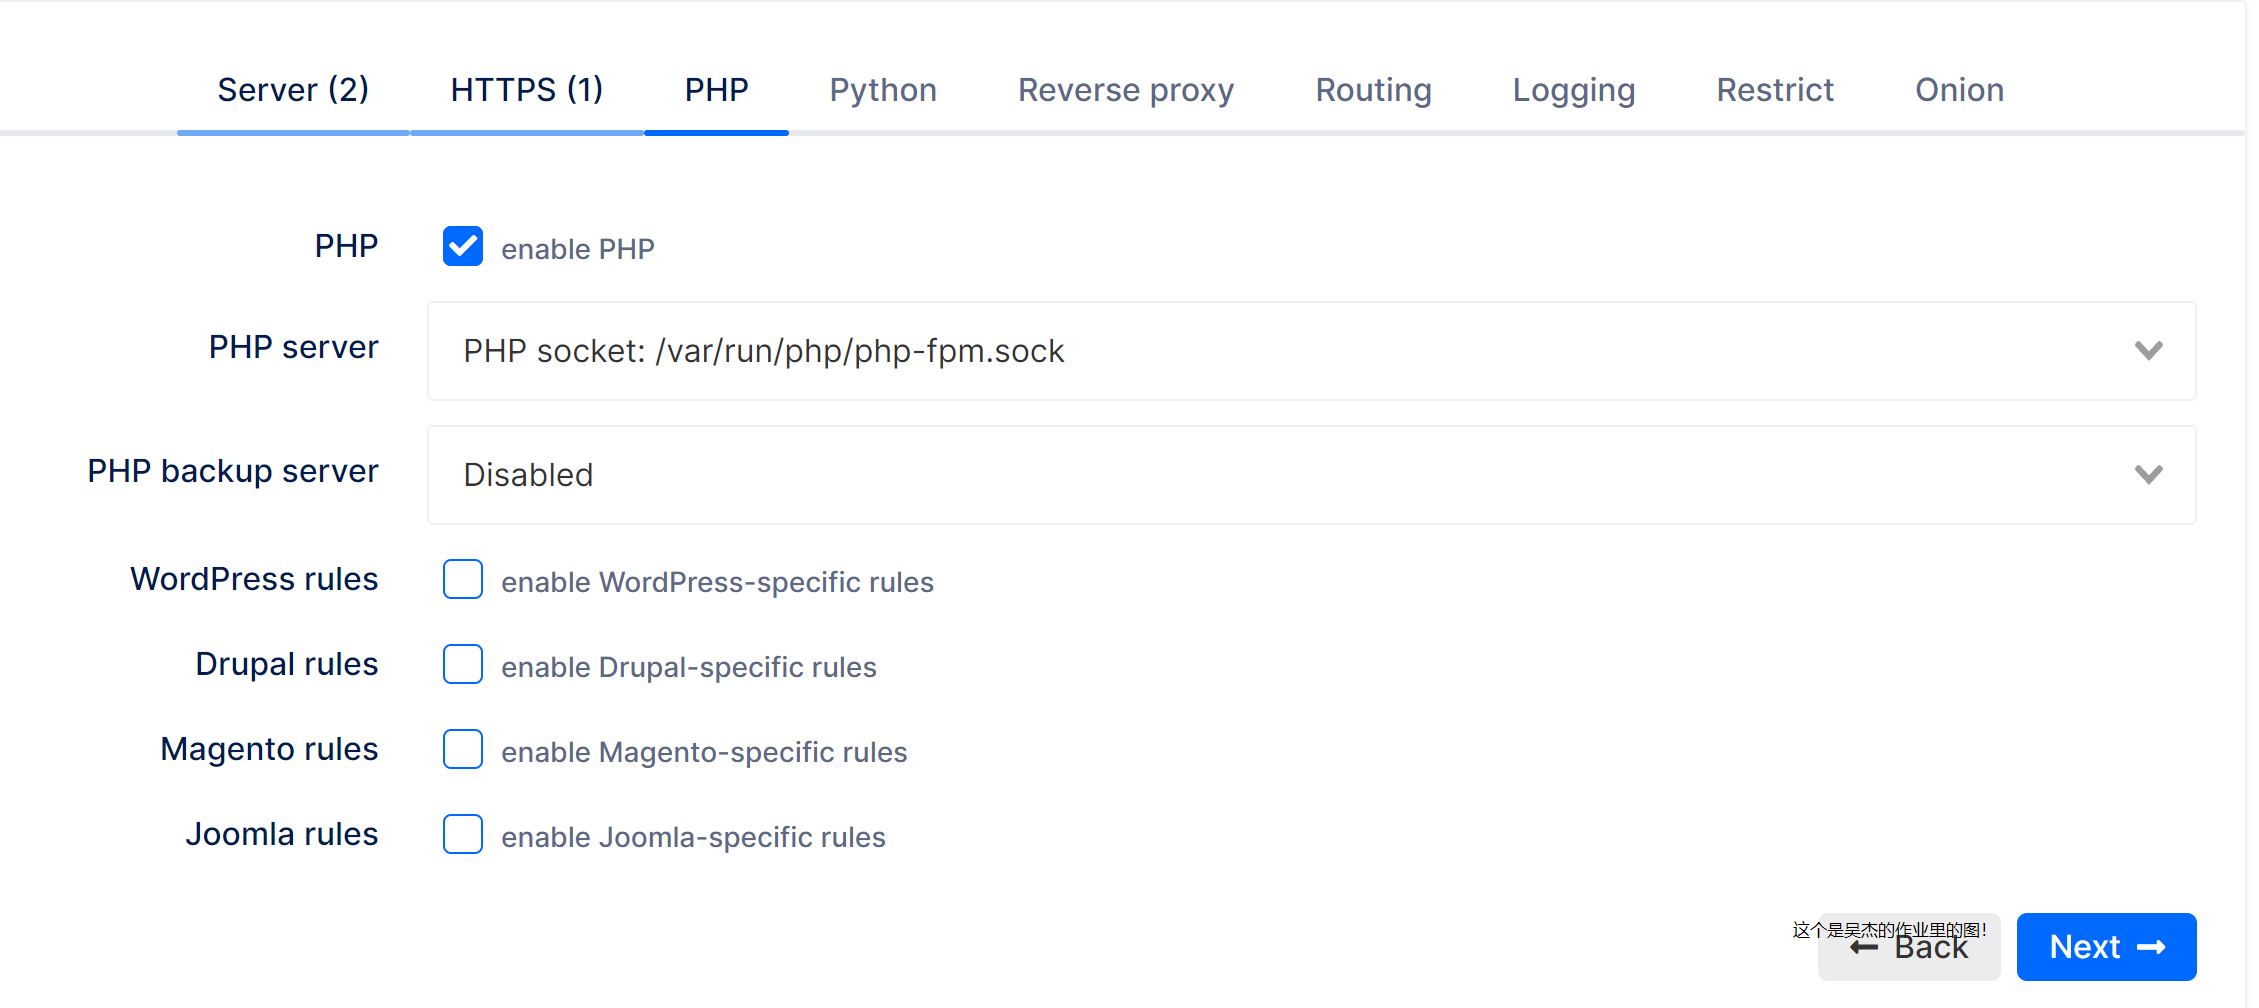 Server (2) HTTPS (1) PHP Python Reverse proxy Routing Logging Restrict Onion
PHP enable PHP
PHP server PHP socket: /var/run/php/php-fpm.sock
PHP backup server Disabled
WordPress rules enable WordPress-specific rules
Drupal rules enable Drupal-specific rules
Magento rules enable Magento-specific rules
Joomla rules enable Joomla-specific rules
这个是吴杰的作业里的图!
Back Next